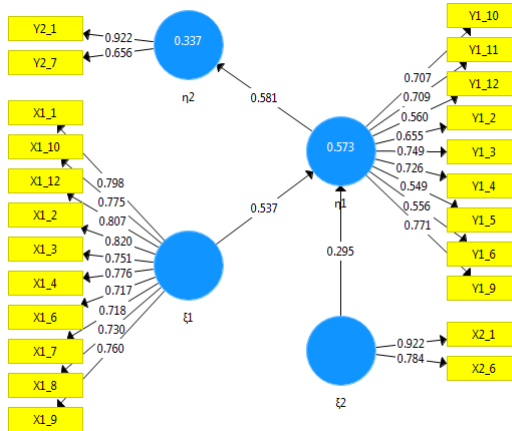 Y2_1
Y2_7
0.922
0.656
0.337
η2
0.581
X1_1
X1_10
X1_12
X1_2
X1_3
X1_4
X1_6
X1_7
X1_8
X1_9
0.798
0.775
0.807
0.820
0.751
0.776
0.717
0.718
0.730
0.760
ξ1
0.537
0.573
η1
0.295
0.707
0.709
0.560
0.655
0.749
0.726
0.549
0.556
0.771
Y1_10
Y1_11
Y1_12
Y1_2
Y1_3
Y1_4
Y1_5
Y1_6
Y1_9
ξ2
0.922
0.784
X2_1
X2_6